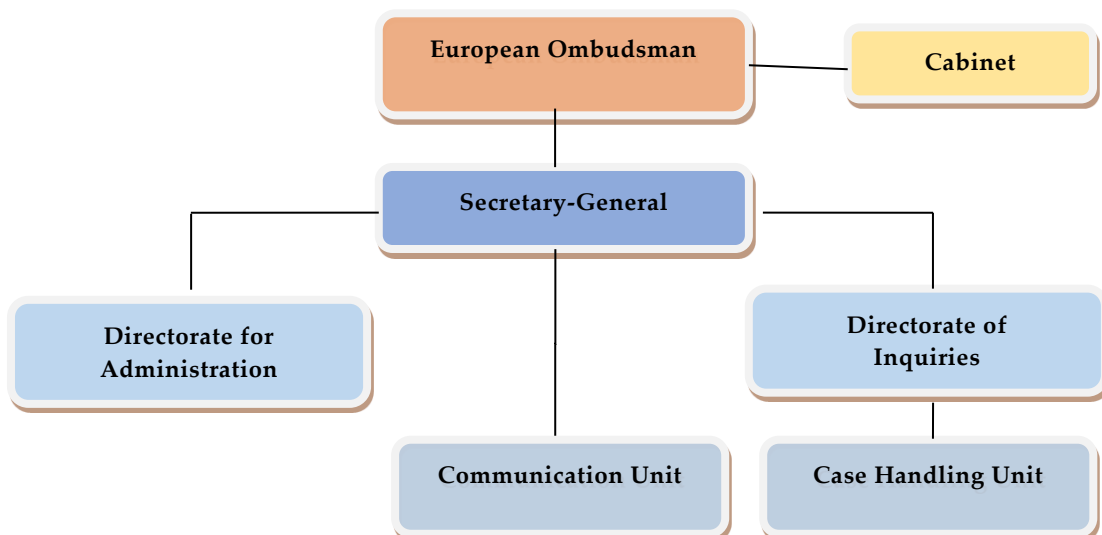 European Ombudsman
Cabinet
Secretary-General
Directorate for
Administration
Directorate of
Inquiries
Communication Unit
Case Handling Unit